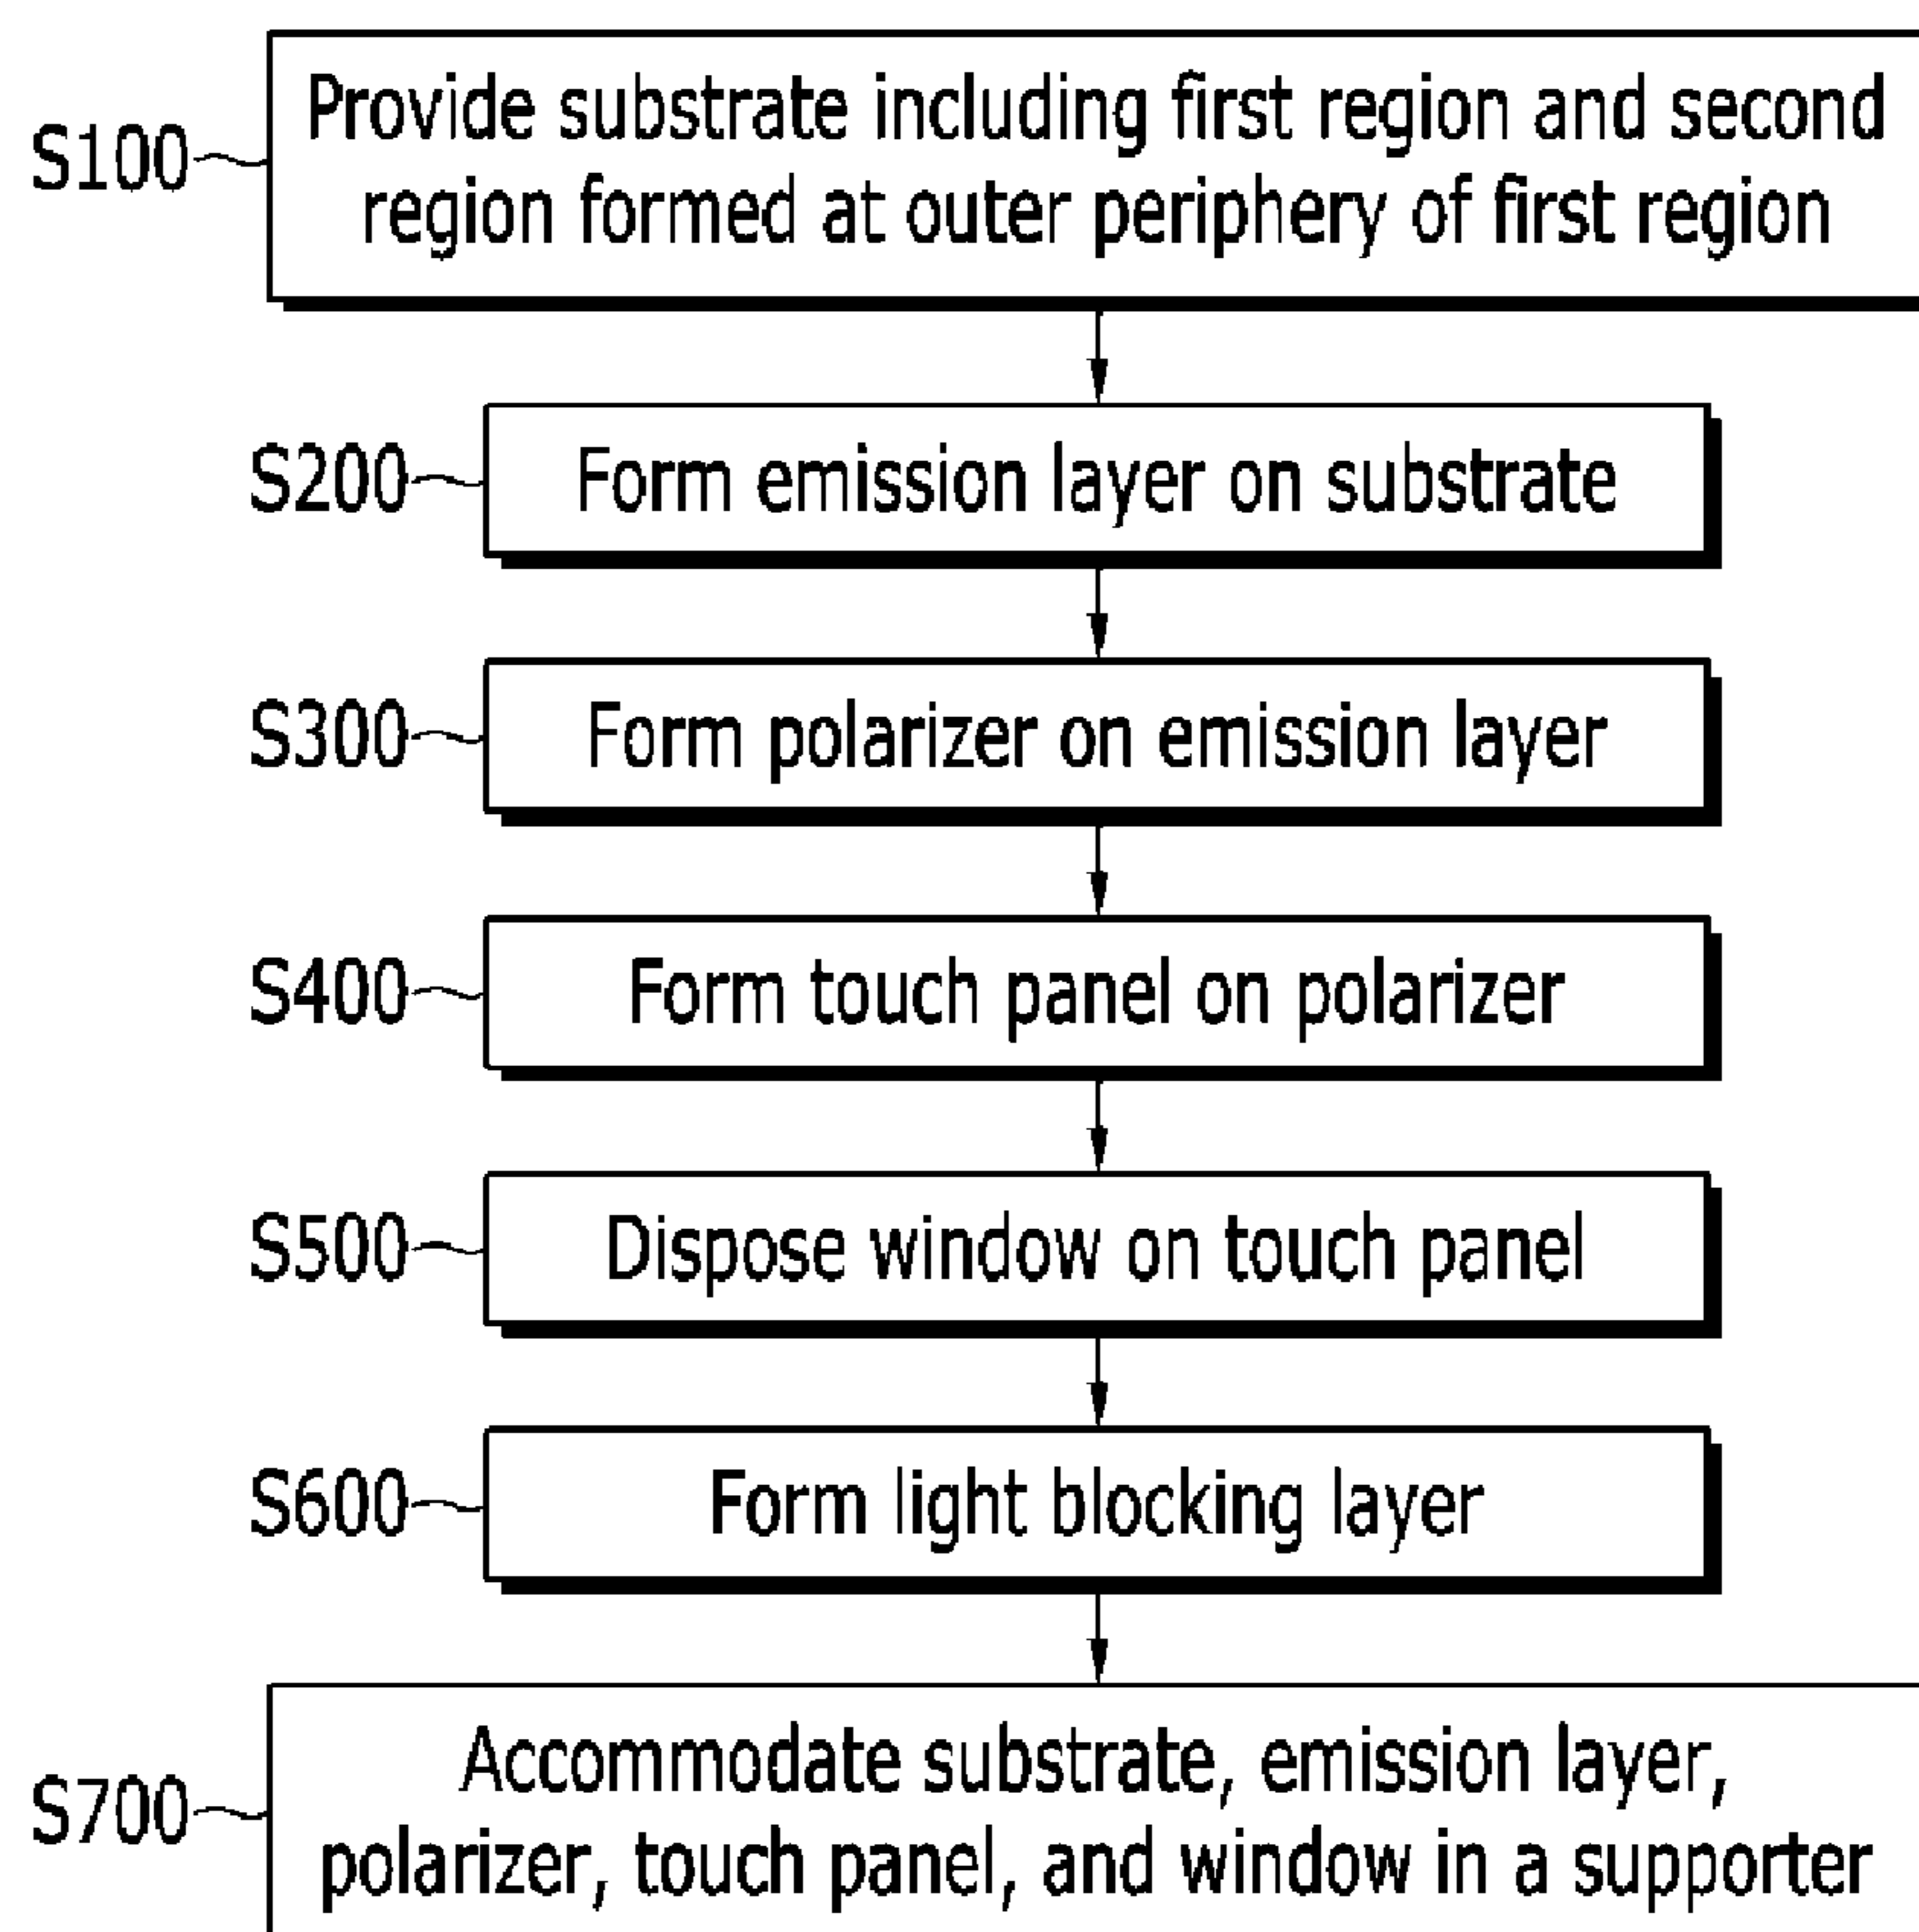 S100
Provide substrate including first region and second
region formed at outer periphery of first region
S200
Form emission layer on substrate
S300
Form polarizer on emission layer
S400
Form touch panel on polarizer
S500
Dispose window on touch panel
S600
Form light blocking layer
S700
Accommodate substrate, emission layer,
polarizer, touch panel, and window in a supporter